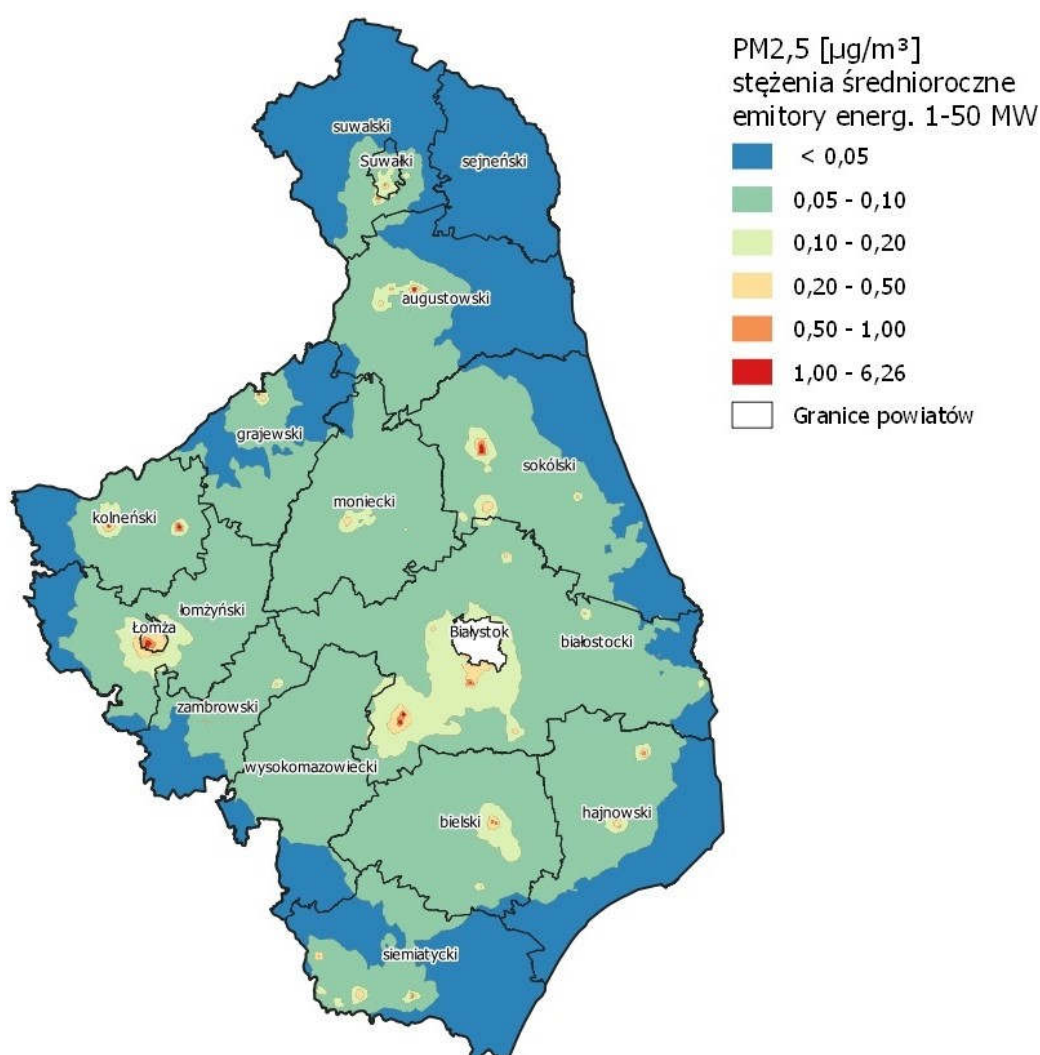 PM2,5 [µg/m³]
stężenia średnioroczne
emitory energ. 1-50 MW
< 0,05
0,05 - 0,10
0,10 - 0,20
0,20 - 0,50
0,50 - 1,00
1,00 - 6,26
Granice powiatów
suwalski
Suwałki
sejneński
augustowski
grajewski
sokólski
moniecki
kolneński
łomżyński
Łomża
Białystok
białostocki
zambrowski
wysokomazowiecki
bielski
hajnowski
siemiatycki